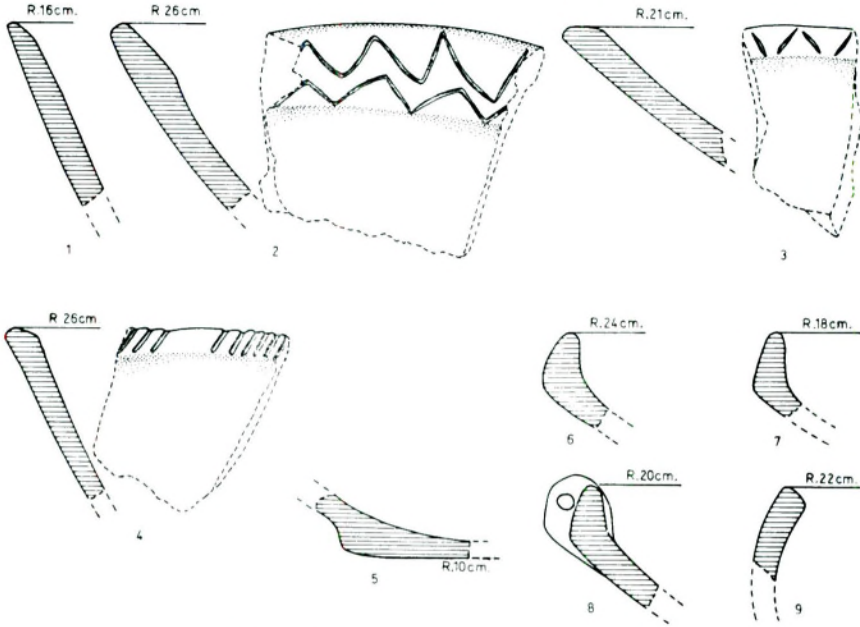 R.16cm. R 26cm R.21cm.
1 2 3
R 26cm R.24cm. R.18cm.
6 7
R.20cm. R.22cm.
4 5 R.10cm. 8 9